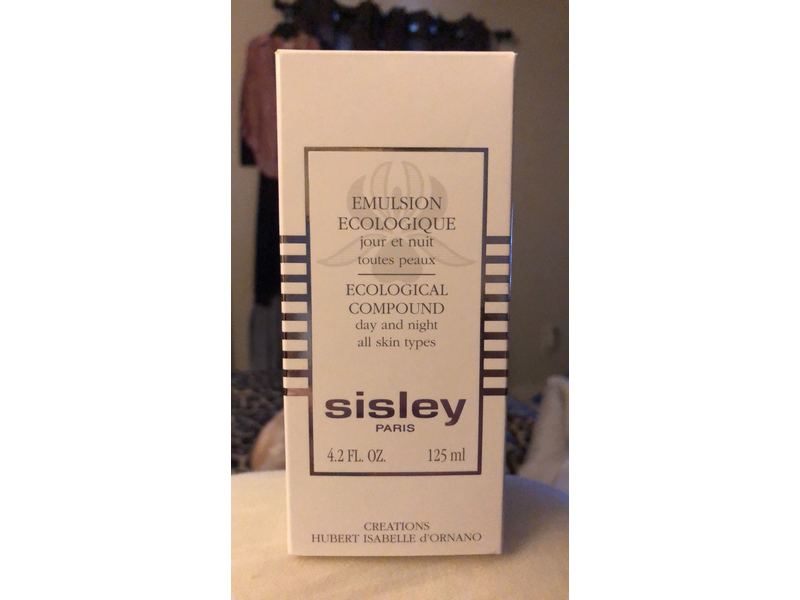 EMULSION
ECOLOGIQUE
jour et nuit
toutes peaux
ECOLOGICAL
COMPOUND
day and night
all skin types
sisley
PARIS
4.2 FL. OZ. 125 ml
CREATIONS
HUBERT ISABELLE d'ORNANO